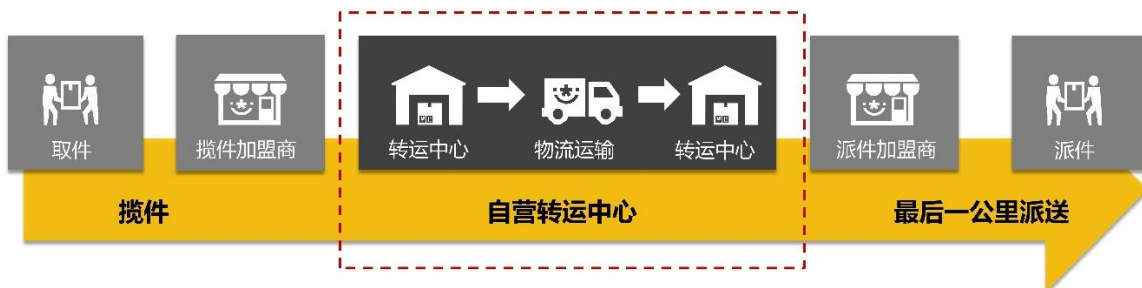 取件
揽件加盟商
转运中心
物流运输
转运中心
派件加盟商
派件
揽件
自营转运中心
最后一公里派送